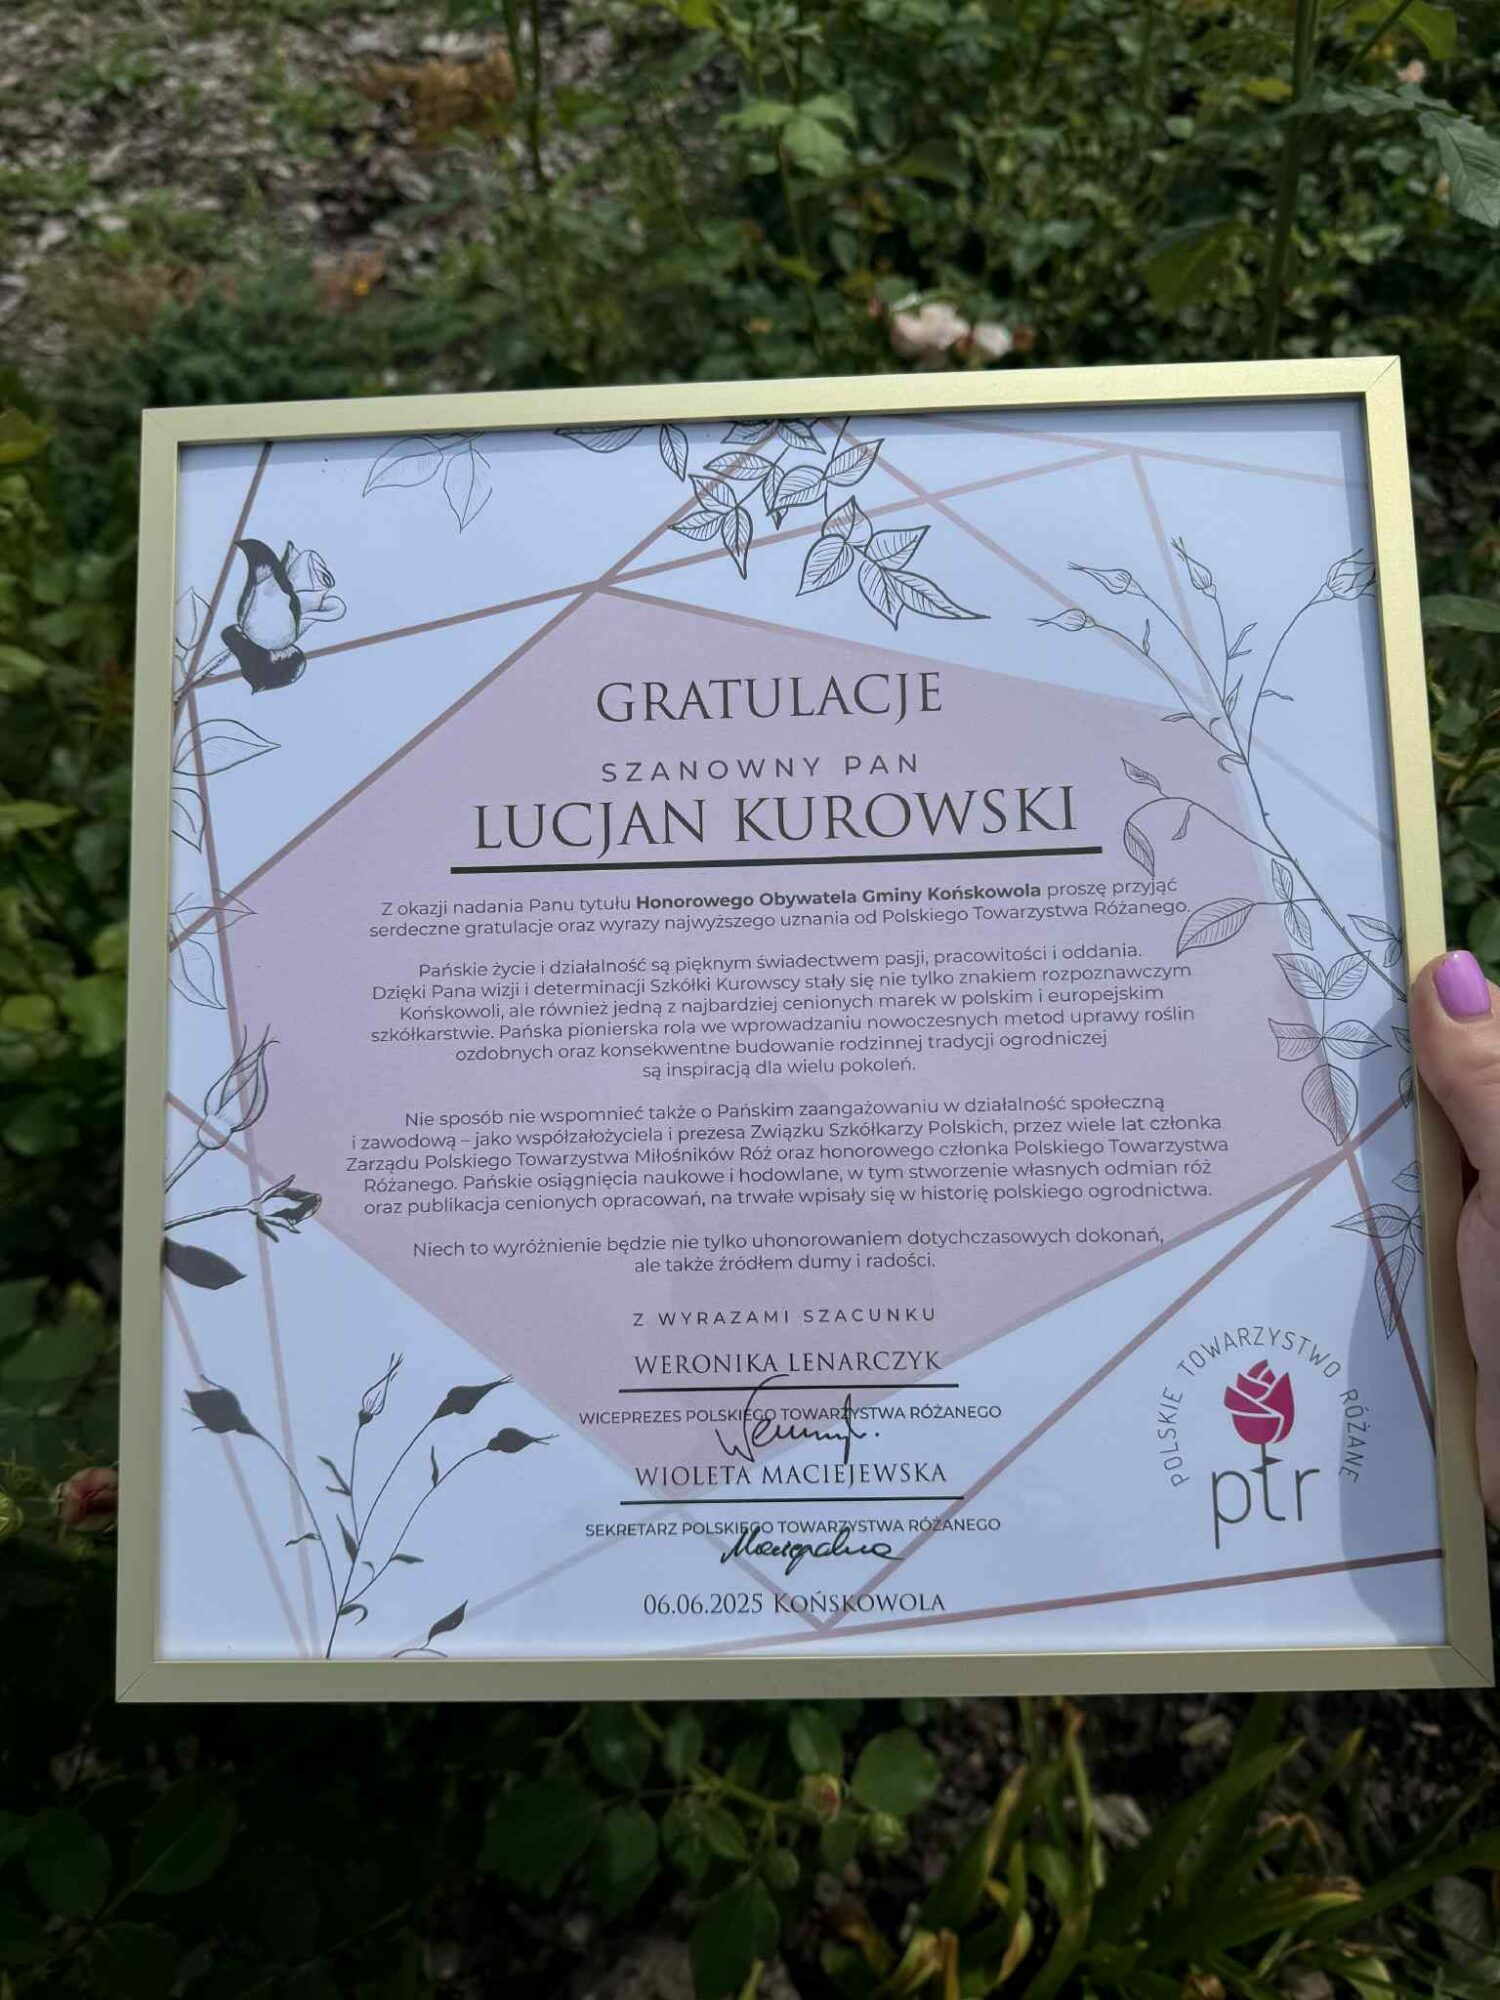 GRATULACJE
SZANOWNY PAN
LUCJAN KUROWSKI
Z okazji nadania Panu tytułu Honorowego Obywatela Gminy Końskowola proszę przyjąć
serdeczne gratulacje oraz wyrazy najwyższego uznania od Polskiego Towarzystwa Różanego.
Pańskie życie i działalność są pięknym świadectwem pasji, pracowitości i oddania.
Dzięki Pana wizji i determinacji Szkółki Kurowscy stały się nie tylko znakiem rozpoznawczym
Końskowoli, ale również jedną z najbardziej cenionych marek w polskim i europejskim
szkółkarstwie. Pańska pionierska rola we wprowadzaniu nowoczesnych metod uprawy roślin
ozdobnych oraz konsekwentne budowanie rodzinnej tradycji ogrodniczej
są inspiracją dla wielu pokoleń.
Nie sposób nie wspomnieć także o Pańskim zaangażowaniu w działalność społeczną
i zawodową – jako współzałożyciela i prezesa Związku Szkółkarzy Polskich, przez wiele lat członka
Zarządu Polskiego Towarzystwa Miłośników Róż oraz honorowego członka Polskiego Towarzystwa
Różanego. Pańskie osiągnięcia naukowe i hodowlane, w tym stworzenie własnych odmian róż
oraz publikacja cenionych opracowań, na trwałe wpisały się w historię polskiego ogrodnictwa.
Niech to wyróżnienie będzie nie tylko uhonorowaniem dotychczasowych dokonań,
ale także źródłem dumy i radości.
Z WYRAZAMI SZACUNKU
WERONIKA LENARCZYK
WICEPREZES POLSKIEGO TOWARZYSTWA RÓŻANEGO
WIOLETA MACIEJEWSKA
SEKRETARZ POLSKIEGO TOWARZYSTWA RÓŻANEGO
06.06.2025 KOŃSKOWOLA
POLSKIE TOWARZYSTWO RÓŻANE
ptr